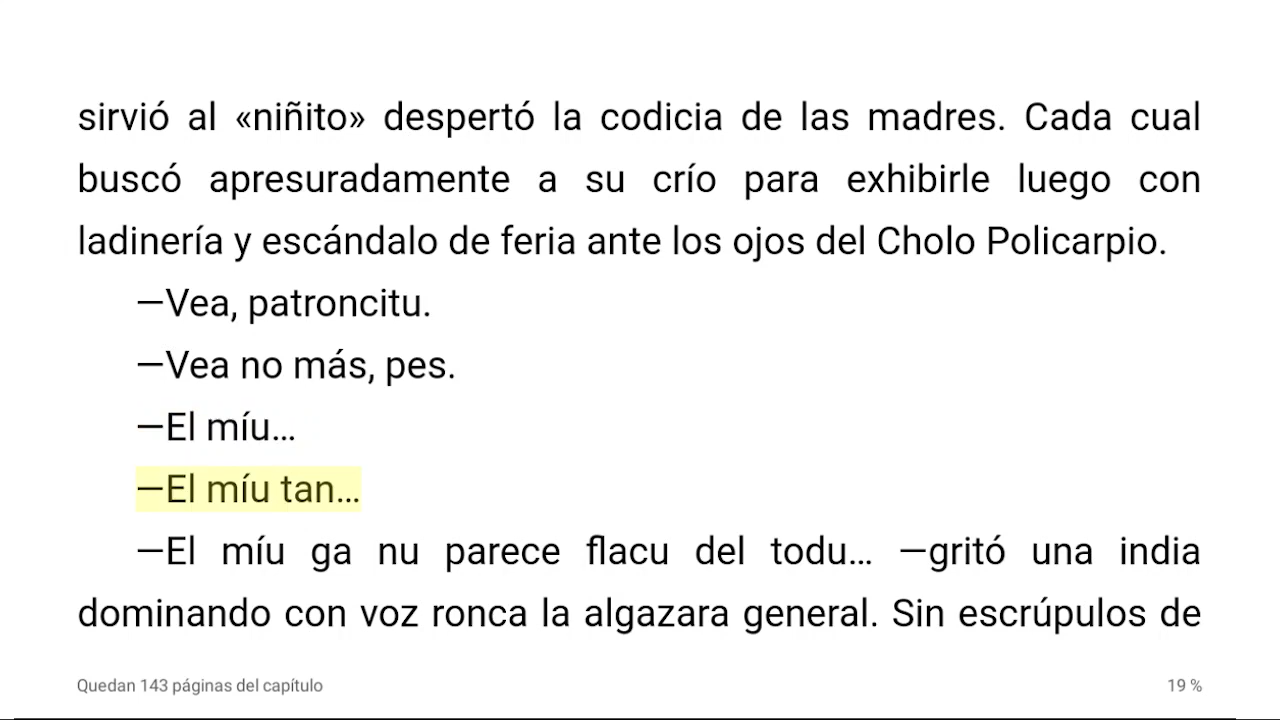 sirvió al «niñito» despertó la codicia de las madres. Cada cual
buscó apresuradamente a su crío para exhibirle luego con
ladinería y escándalo de feria ante los ojos del Cholo Policarpio.
—Vea, patroncitu.
—Vea no más, pes.
—El míu…
—El míu tan…
—El míu ga nu parece flacu del todu… —gritó una india
dominando con voz ronca la algazara general. Sin escrúpulos de
Quedan 143 páginas del capítulo
19 %